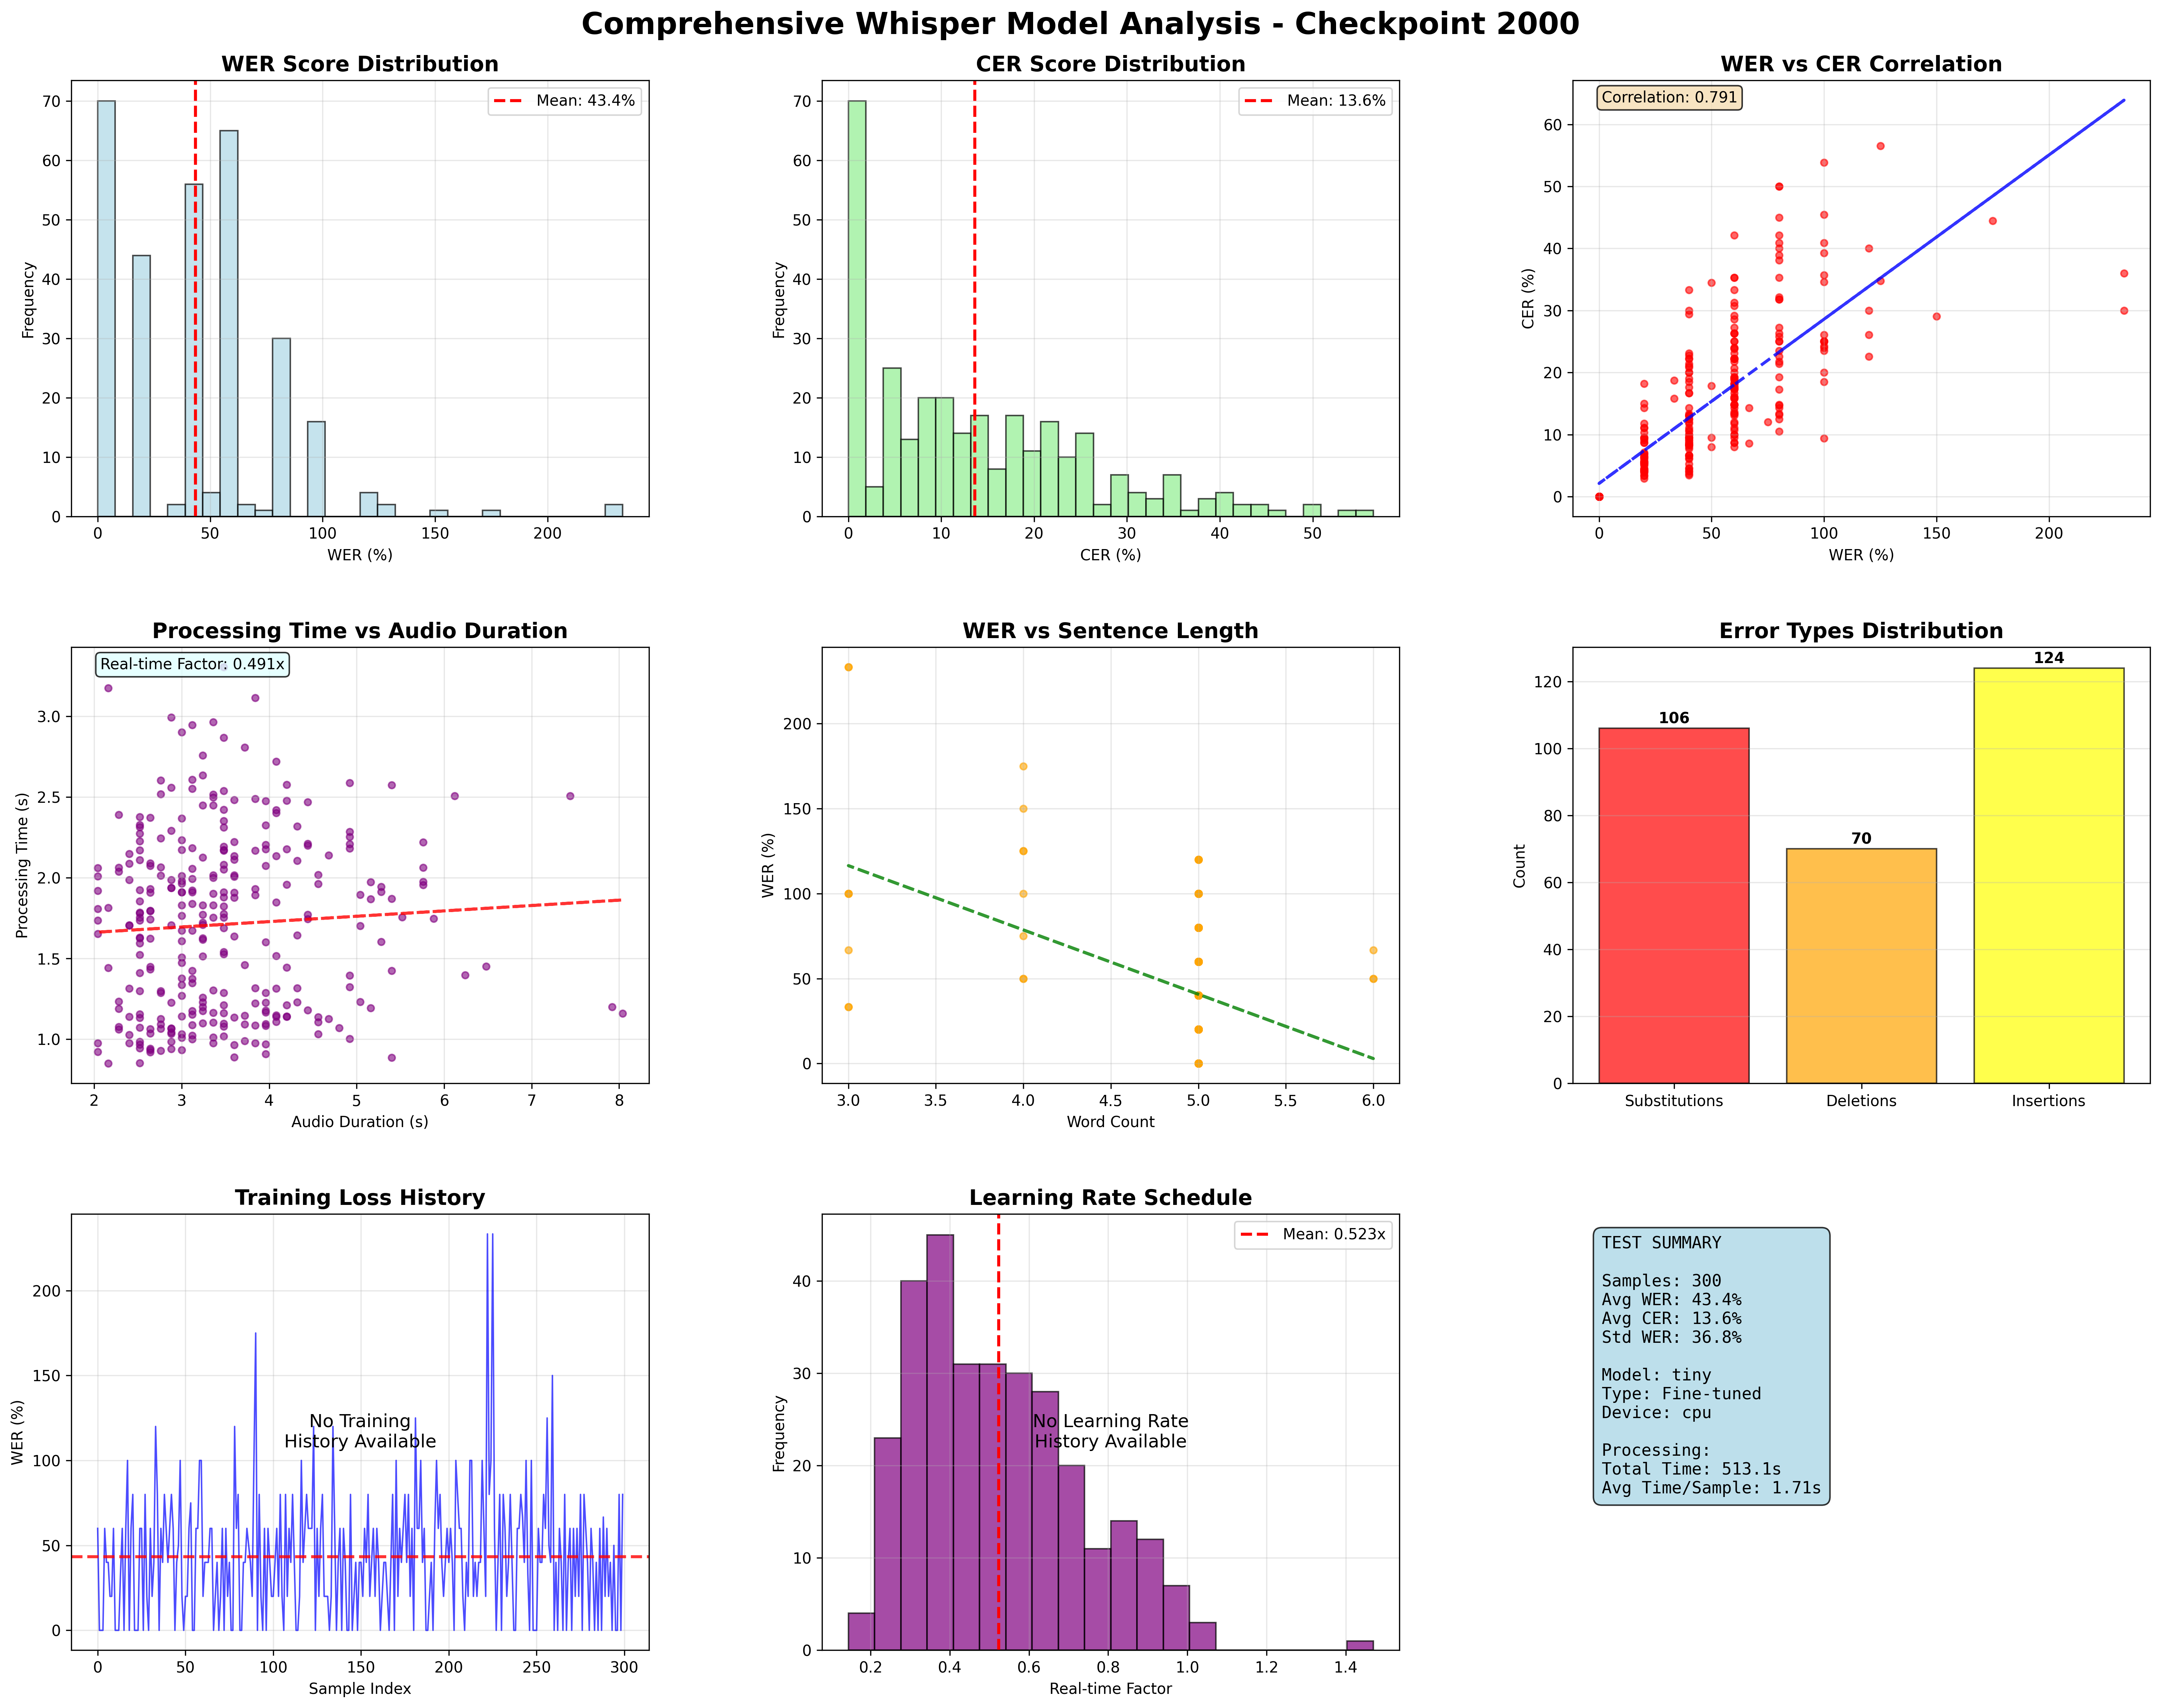 Comprehensive Whisper Model Analysis - Checkpoint 2000
WER Score Distribution
Mean: 43.4%
Frequency
70
60
50
40
30
20
10
0
0 50 100 150 200
WER (%)
CER Score Distribution
Mean: 13.6%
Frequency
70
60
50
40
30
20
10
0
0 10 20 30 40 50
CER (%)
WER vs CER Correlation
Correlation: 0.791
CER (%)
60
50
40
30
20
10
0
0 50 100 150 200
WER (%)
Processing Time vs Audio Duration
Real-time Factor: 0.491x
Processing Time (s)
3.0
2.5
2.0
1.5
1.0
2 3 4 5 6 7 8
Audio Duration (s)
WER vs Sentence Length
WER (%)
200
150
100
50
0
3.0 3.5 4.0 4.5 5.0 5.5 6.0
Word Count
Error Types Distribution
Count
120
100
80
60
40
20
0
106
70
124
Substitutions Deletions Insertions
Training Loss History
WER (%)
200
150
100
50
0
No Training
History Available
0 50 100 150 200 250 300
Sample Index
Learning Rate Schedule
Mean: 0.523x
Frequency
40
30
20
10
0
No Learning Rate
History Available
0.2 0.4 0.6 0.8 1.0 1.2 1.4
Real-time Factor
TEST SUMMARY
Samples: 300
Avg WER: 43.4%
Avg CER: 13.6%
Std WER: 36.8%
Model: tiny
Type: Fine-tuned
Device: cpu
Processing:
Total Time: 513.1s
Avg Time/Sample: 1.71s